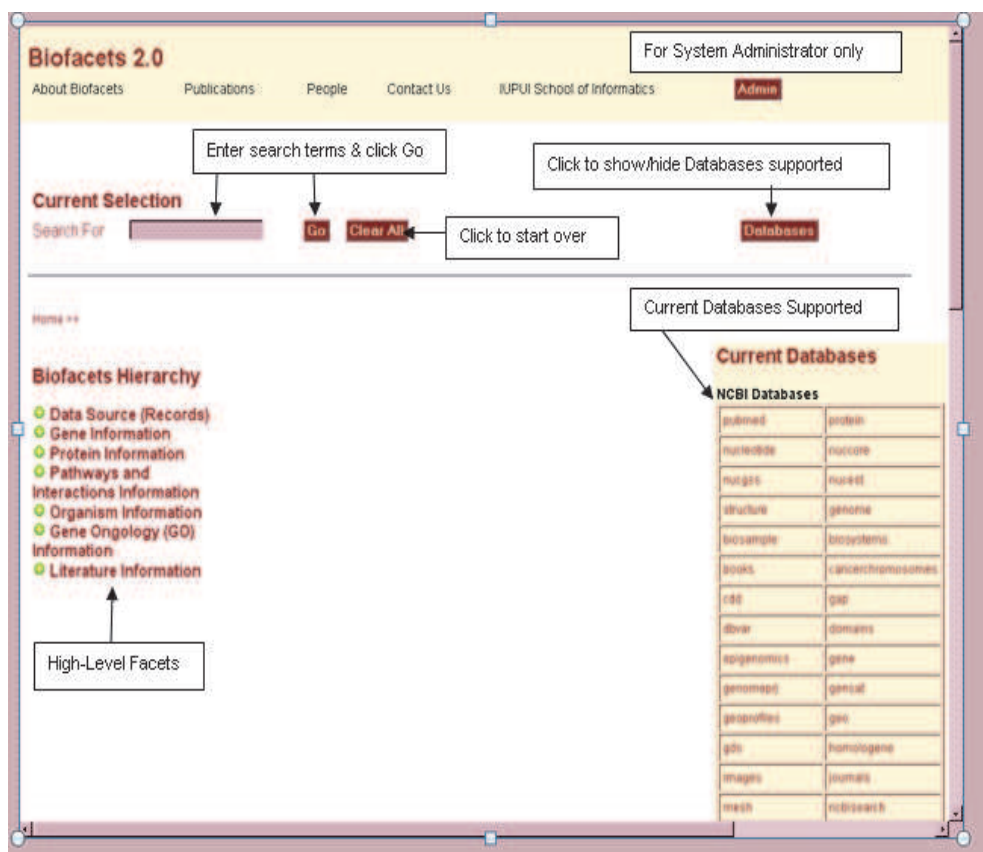 For System Administrator only
Biofacets 2.0
About Biofacets Publications People Contact Us IUPUI School of Informatics Admin
Enter search terms & click Go
Click to show/hide Databases supported
Current Selection
Search For Go Clear All Click to start over Databases
Current Databases Supported
Home >>
Biofacets Hierarchy
Data Source (Records)
Gene Information
Protein Information
Pathways and
Interactions Information
Organism Information
Gene Ongology (GO)
Information
Literature Information
High-Level Facets
Current Databases
NCBI Databases
pubmed protein
nucleotide nuccore
nucgss nucest
structure genome
biosample biosystems
books cancerchromosomes
cdd gap
dbvar domains
epigenomics gene
genomeprj gensat
geoprofiles geo
gds homologene
images journals
mesh ncbisearch